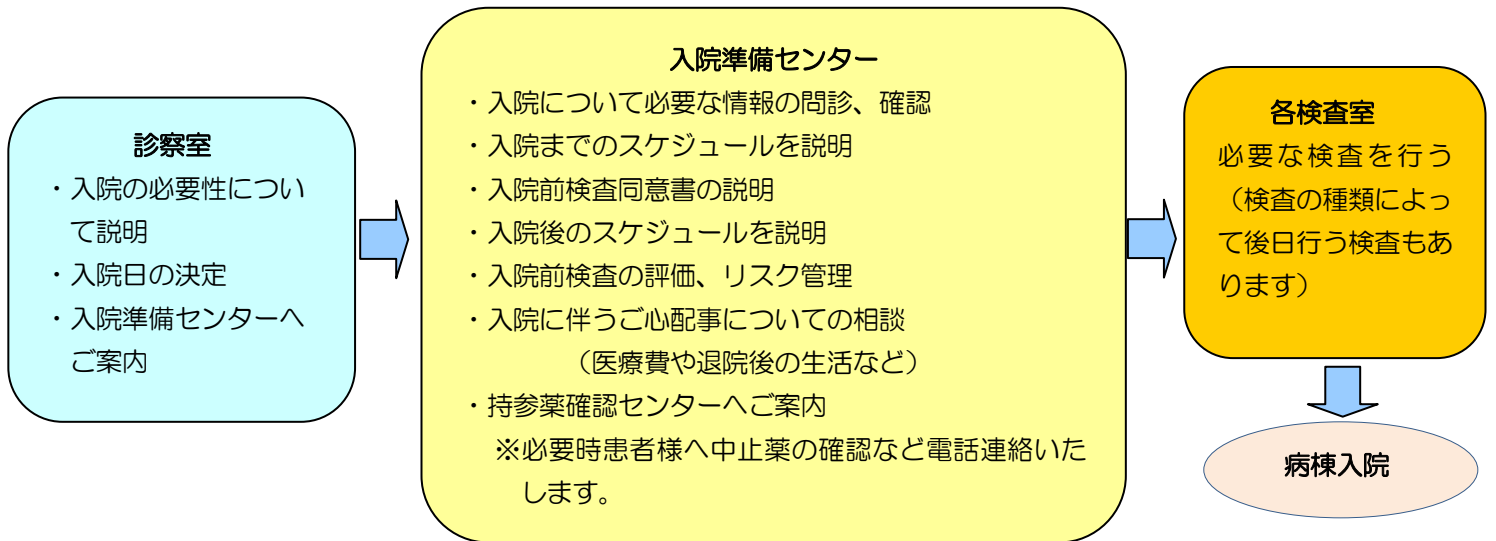 診察室
・入院の必要性につい
て説明
・入院日の決定
・入院準備センターへ
ご案内
入院準備センター
・入院について必要な情報の問診、確認
・入院までのスケジュールを説明
・入院前検査同意書の説明
・入院後のスケジュールを説明
・入院前検査の評価、リスク管理
・入院に伴うご心配事についての相談
（医療費や退院後の生活など）
・持参薬確認センターへご案内
※必要時患者様へ中止薬の確認など電話連絡いた
します。
各検査室
必要な検査を行う
（検査の種類によっ
て後日行う検査もあ
ります）
病棟入院